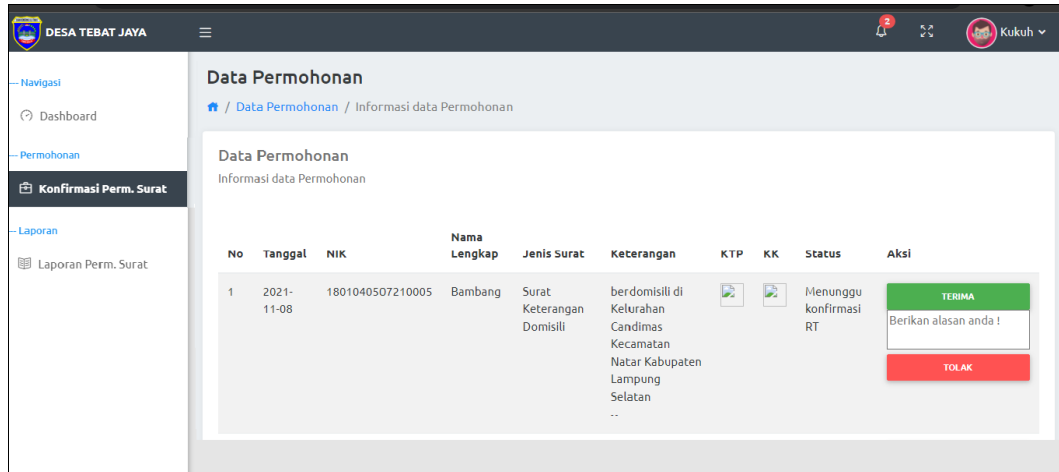 DESA TEBAT JAYA
2
Kukuh
-- Navigasi
Dashboard
-- Permohonan
Konfirmasi Perm. Surat
-- Laporan
Laporan Perm. Surat
Data Permohonan
/ Data Permohonan / Informasi data Permohonan
Data Permohonan
Informasi data Permohonan
No Tanggal NIK Nama Lengkap Jenis Surat Keterangan KTP KK Status Aksi
1 2021-11-08 1801040507210005 Bambang Surat Keterangan Domisili
berdomisili di
Kelurahan
Candimas
Kecamatan
Natar Kabupaten
Lampung
Selatan
--
Menunggu
konfirmasi
RT
TERIMA
Berikan alasan anda !
TOLAK